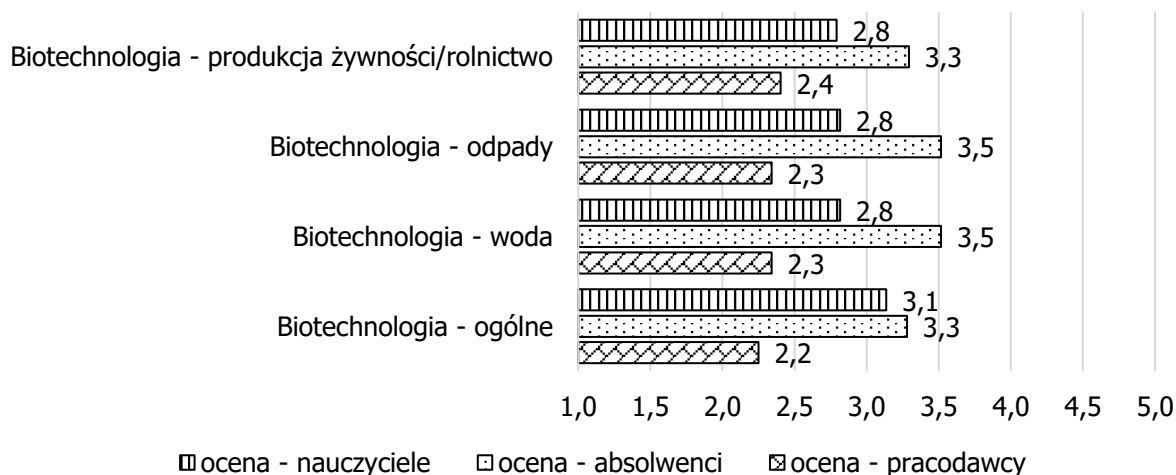 2,8
Biotechnologia - produkcja żywności/rolnictwo
3,3
2,4
2,8
Biotechnologia - odpady
3,5
2,3
2,8
Biotechnologia - woda
3,5
2,3
3,1
Biotechnologia - ogólne
3,3
2,2
1,0 1,5 2,0 2,5 3,0 3,5 4,0 4,5 5,0
ocena - nauczyciele ocena - absolwenci ocena - pracodawcy